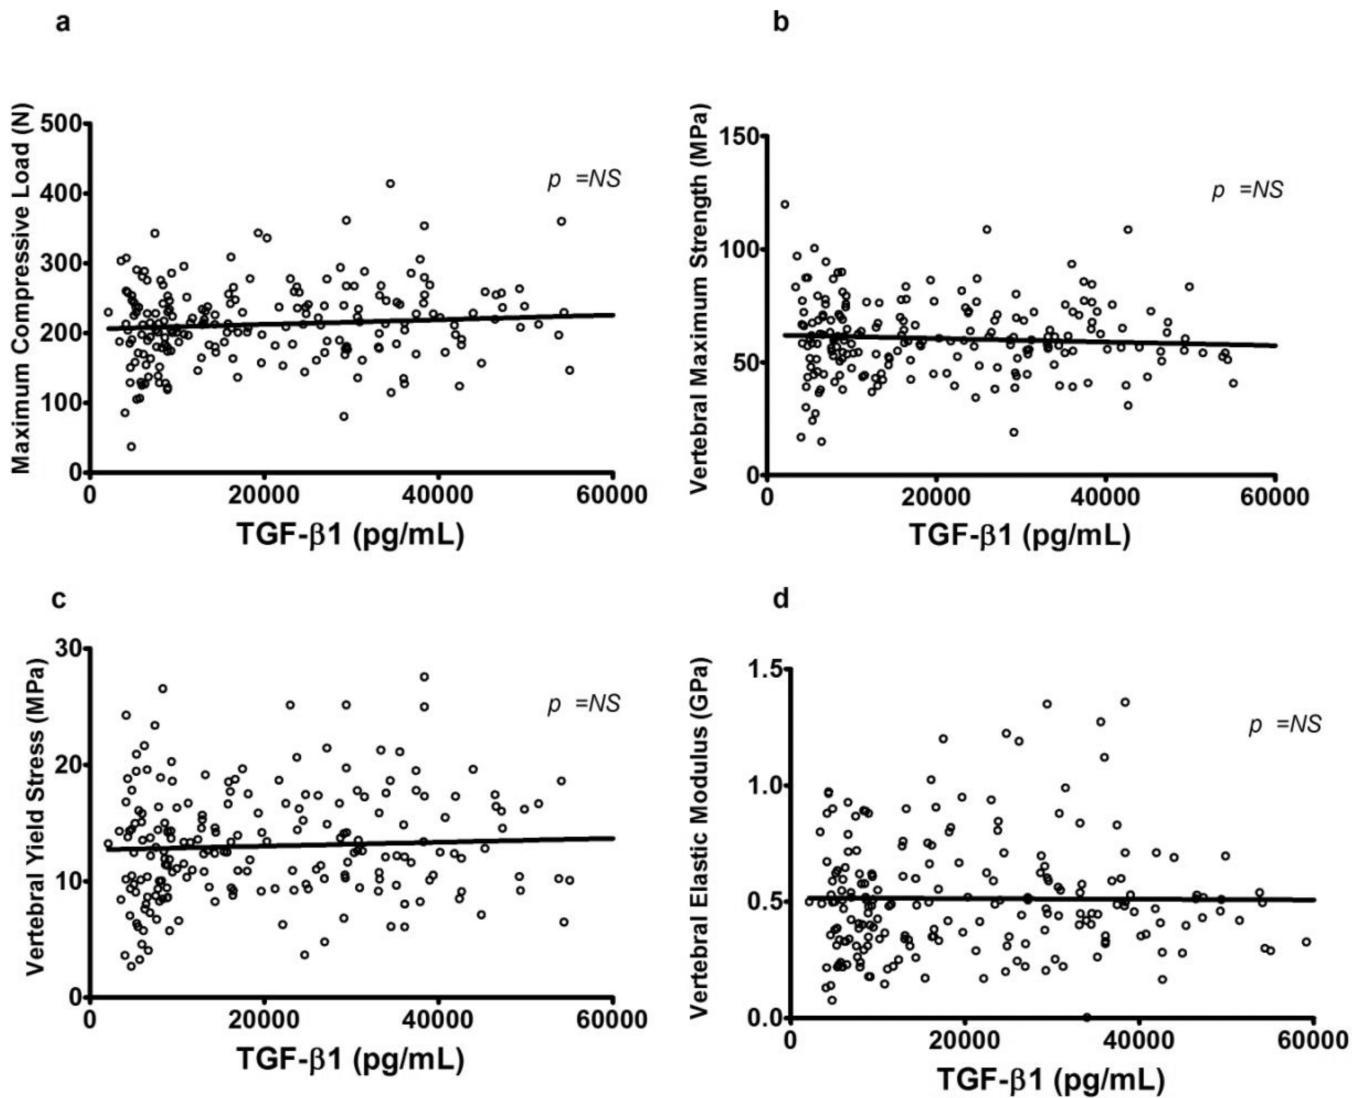 a
Maximum Compressive Load (N)
500
400
300
200
100
0
p =NS
0 20000 40000 60000
TGF-β1 (pg/mL)
b
Vertebral Maximum Strength (MPa)
150
100
50
0
p =NS
0 20000 40000 60000
TGF-β1 (pg/mL)
c
Vertebral Yield Stress (MPa)
30
20
10
0
p =NS
0 20000 40000 60000
TGF-β1 (pg/mL)
d
Vertebral Elastic Modulus (GPa)
1.5
1.0
0.5
0.0
p =NS
0 20000 40000 60000
TGF-β1 (pg/mL)